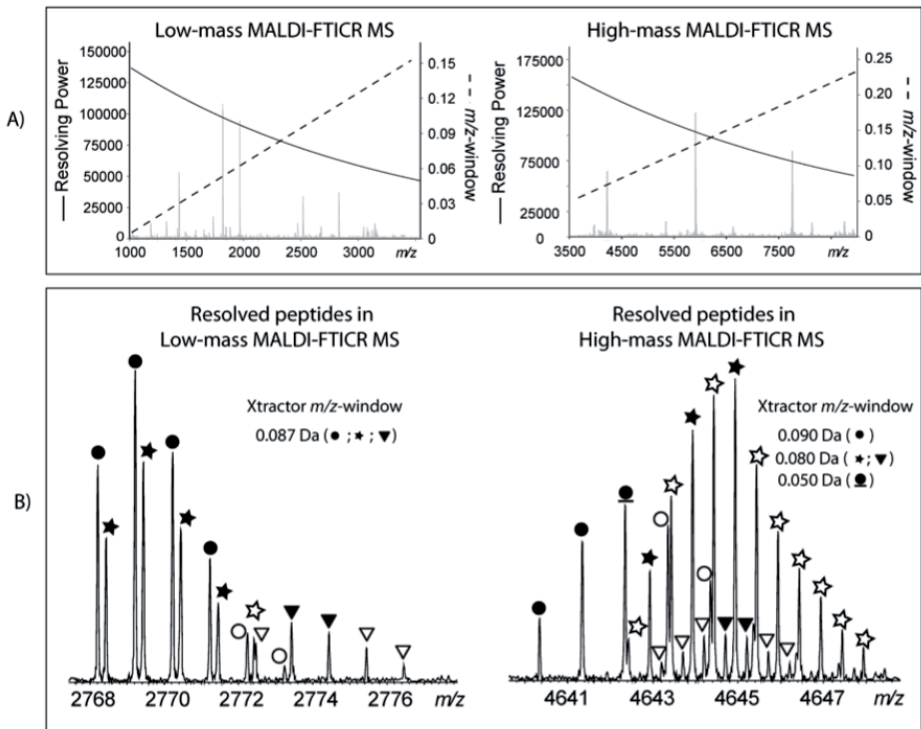 Low-mass MALDI-FTICR MS
High-mass MALDI-FTICR MS
A)
— Resolving Power
150000
125000
100000
75000
50000
25000
0
0.15
0.12
0.09
0.06
0.03
0
-- m/z-window
1000 2000 3000 m/z
— Resolving Power
175000
125000
75000
25000
0
0.25
0.20
0.15
0.10
0.05
0
-- m/z-window
3500 5500 7500 m/z
B)
Resolved peptides in
Low-mass MALDI-FTICR MS
Xtractor m/z-window
0.087 Da ( ● ; ★ ; ▼ )
2768 2770 2772 2774 2776 m/z
Resolved peptides in
High-mass MALDI-FTICR MS
Xtractor m/z-window
0.090 Da ( ● )
0.080 Da ( ★ ; ▼ )
0.050 Da ( ● )
4641 4643 4645 4647 m/z